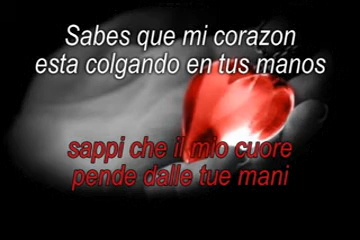 Sabes que mi corazon
esta colgando en tus manos
sappi che il mio cuore
pende dalle tue mani